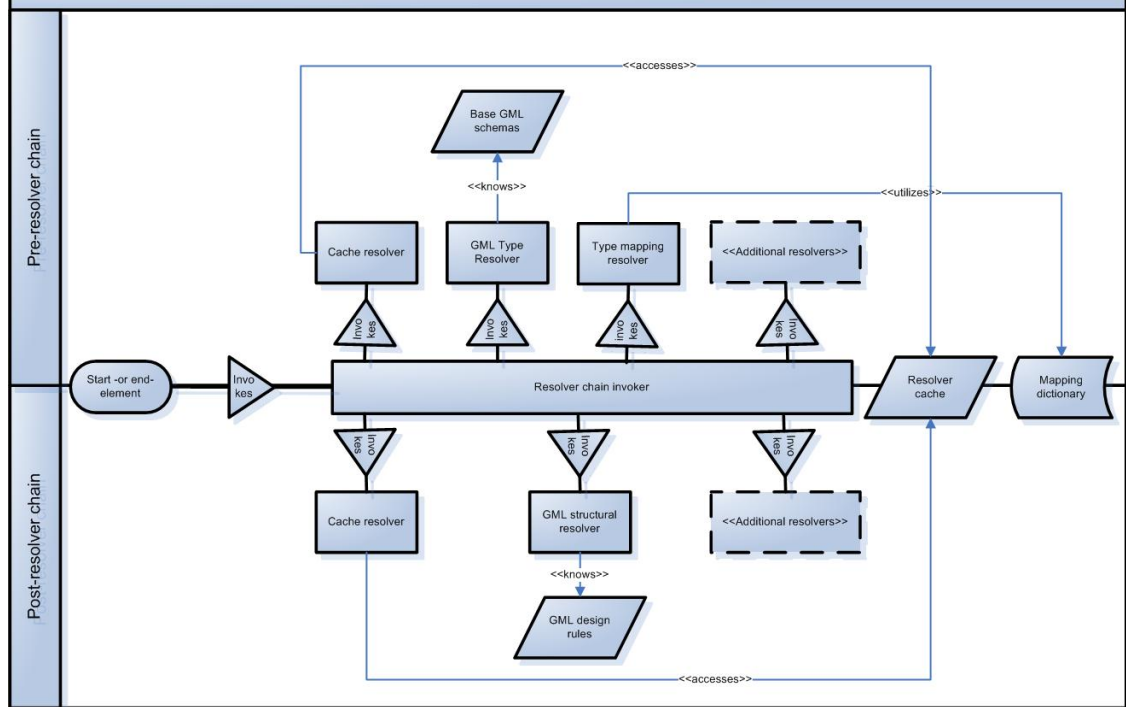 Pre-resolver chain
<<accesses>>
Base GML
schemas
<<knows>>
<<utilizes>>
Cache resolver
GML Type
Resolver
Type mapping
resolver
<<Additional resolvers>>
Invo
kes
Invo
kes
invo
kes
Invo
kes
Start -or end-
element
Invo
kes
Resolver chain invoker
Resolver
cache
Mapping
dictionary
Post-resolver chain
Invo
kes
Invo
kes
Invo
kes
Cache resolver
GML structural
resolver
<<Additional resolvers>>
<<knows>>
GML design
rules
<<accesses>>